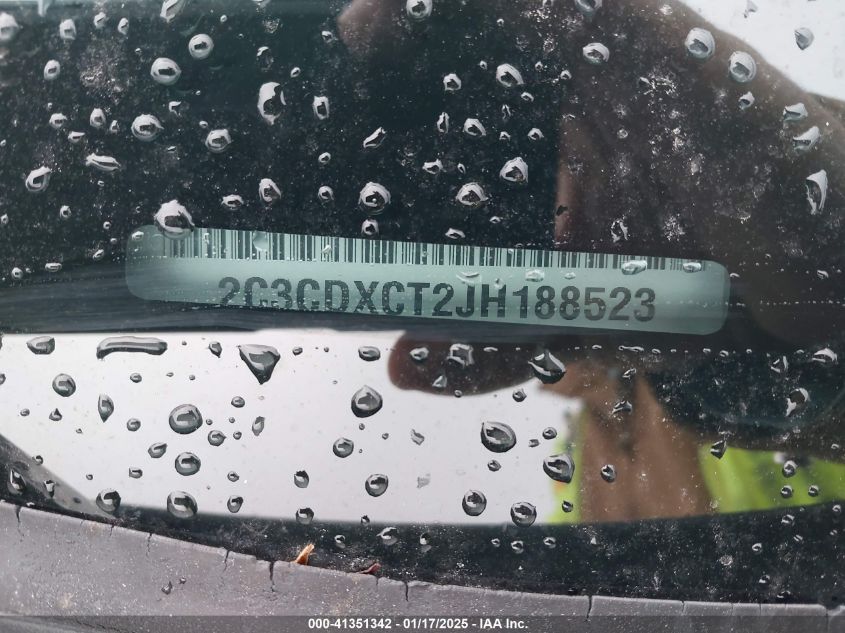 2C3CDXCT2JH188523
000-41351342 - 01/17/2025 - IAA Inc.